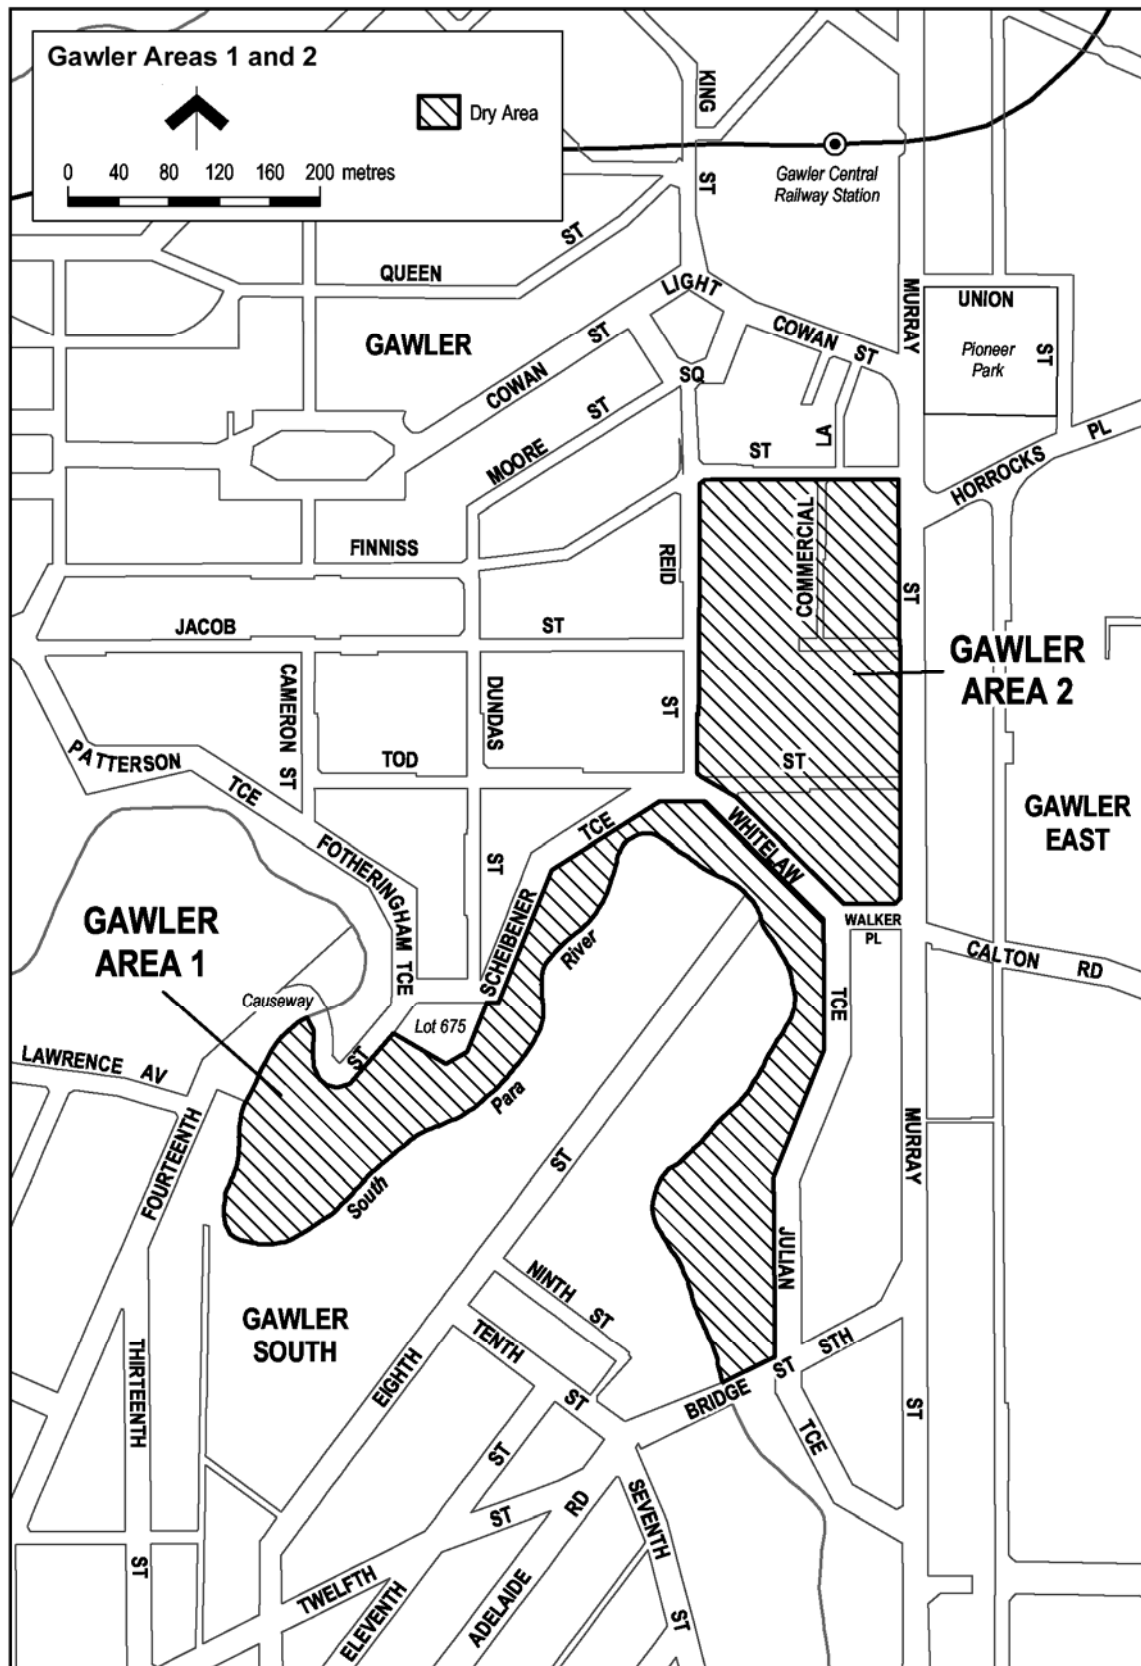 Gawler Areas 1 and 2
Dry Area
0 40 80 120 160 200 metres
KING
ST
Gawler Central
Railway Station
QUEEN
ST
LIGHT
SQ
GAWLER
COWAN
ST
COWAN
ST
MURRAY
UNION
ST
Pioneer
Park
MOORE
ST
ST
LA
HORROCKS
PL
FINNISS
REID
COMMERCIAL
ST
JACOB
ST
GAWLER
AREA 2
CAMERON ST
DUNDAS
ST
PATTERSON
TCE
TOD
ST
GAWLER
EAST
FOTHERINGHAM TCE
ST
TCE
WHITELAW
GAWLER
AREA 1
SCHEIBENER
River
WALKER
PL
CALTON
RD
Causeway
Lot 675
TCE
LAWRENCE
AV
ST
Para
FOURTEENTH
South
ST
MURRAY
JULIAN
NINTH
ST
GAWLER
SOUTH
TENTH
ST
STH
THIRTEENTH
EIGHTH
BRIDGE
ST
TCE
ST
ST
SEVENTH
ST
RD
ST
ST
TWELFTH
ELEVENTH
ADELAIDE